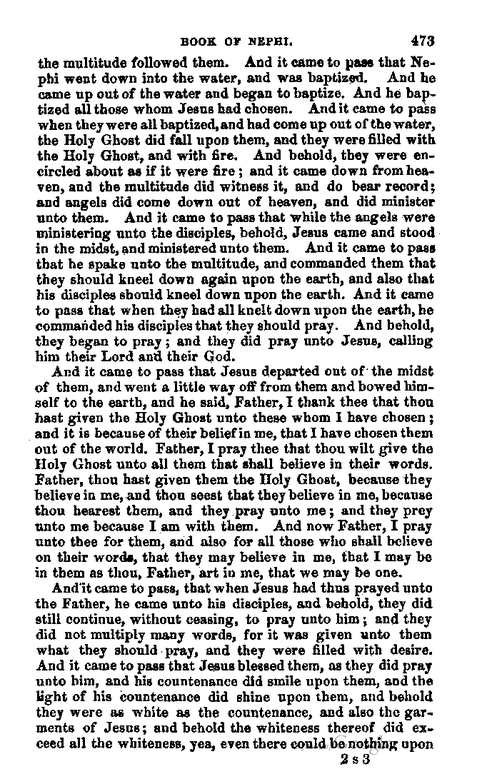 BOOK OF NEPHI. 473
the multitude followed them. And it came to pass that Ne-
phi went down into the water, and was baptized. And he
came up out of the water and began to baptize. And he bap-
tized all those whom Jesus had chosen. And it came to pass
when they were all baptized, and had come up out of the water,
the Holy Ghost did fall upon them, and they were filled with
the Holy Ghost, and with fire. And behold, they were en-
circled about as if it were fire; and it came down from hea-
ven, and the multitude did witness it, and do bear record;
and angels did come down out of heaven, and did minister
unto them. And it came to pass that while the angels were
ministering unto the disciples, behold, Jesus came and stood
in the midst, and ministered unto them. And it came to pass
that he spake unto the multitude, and commanded them that
they should kneel down again upon the earth, and also that
his disciples should kneel down upon the earth. And it came
to pass that when they had all knelt down upon the earth, he
commanded his disciples that they should pray. And behold,
they began to pray; and they did pray unto Jesus, calling
him their Lord and their God.
And it came to pass that Jesus departed out of the midst
of them, and went a little way off from them and bowed him-
self to the earth, and he said, Father, I thank thee that thou
hast given the Holy Ghost unto these whom I have chosen;
and it is because of their belief in me, that I have chosen them
out of the world. Father, I pray thee that thou wilt give the
Holy Ghost unto all them that shall believe in their words.
Father, thou hast given them the Holy Ghost, because they
believe in me, and thou seest that they believe in me, because
thou hearest them, and they pray unto me; and they prey
unto me because I am with them. And now Father, I pray
unto thee for them, and also for all those who shall believe
on their words, that they may believe in me, that I may be
in them as thou, Father, art in me, that we may be one.
And it came to pass, that when Jesus had thus prayed unto
the Father, he came unto his disciples, and behold, they did
still continue, without ceasing, to pray unto him; and they
did not multiply many words, for it was given unto them
what they should pray, and they were filled with desire.
And it came to pass that Jesus blessed them, as they did pray
unto him, and his countenance did smile upon them, and the
light of his countenance did shine upon them, and behold
they were as white as the countenance, and also the gar-
ments of Jesus; and behold the whiteness thereof did ex-
ceed all the whiteness, yea, even there could be nothing upon
2 s 3